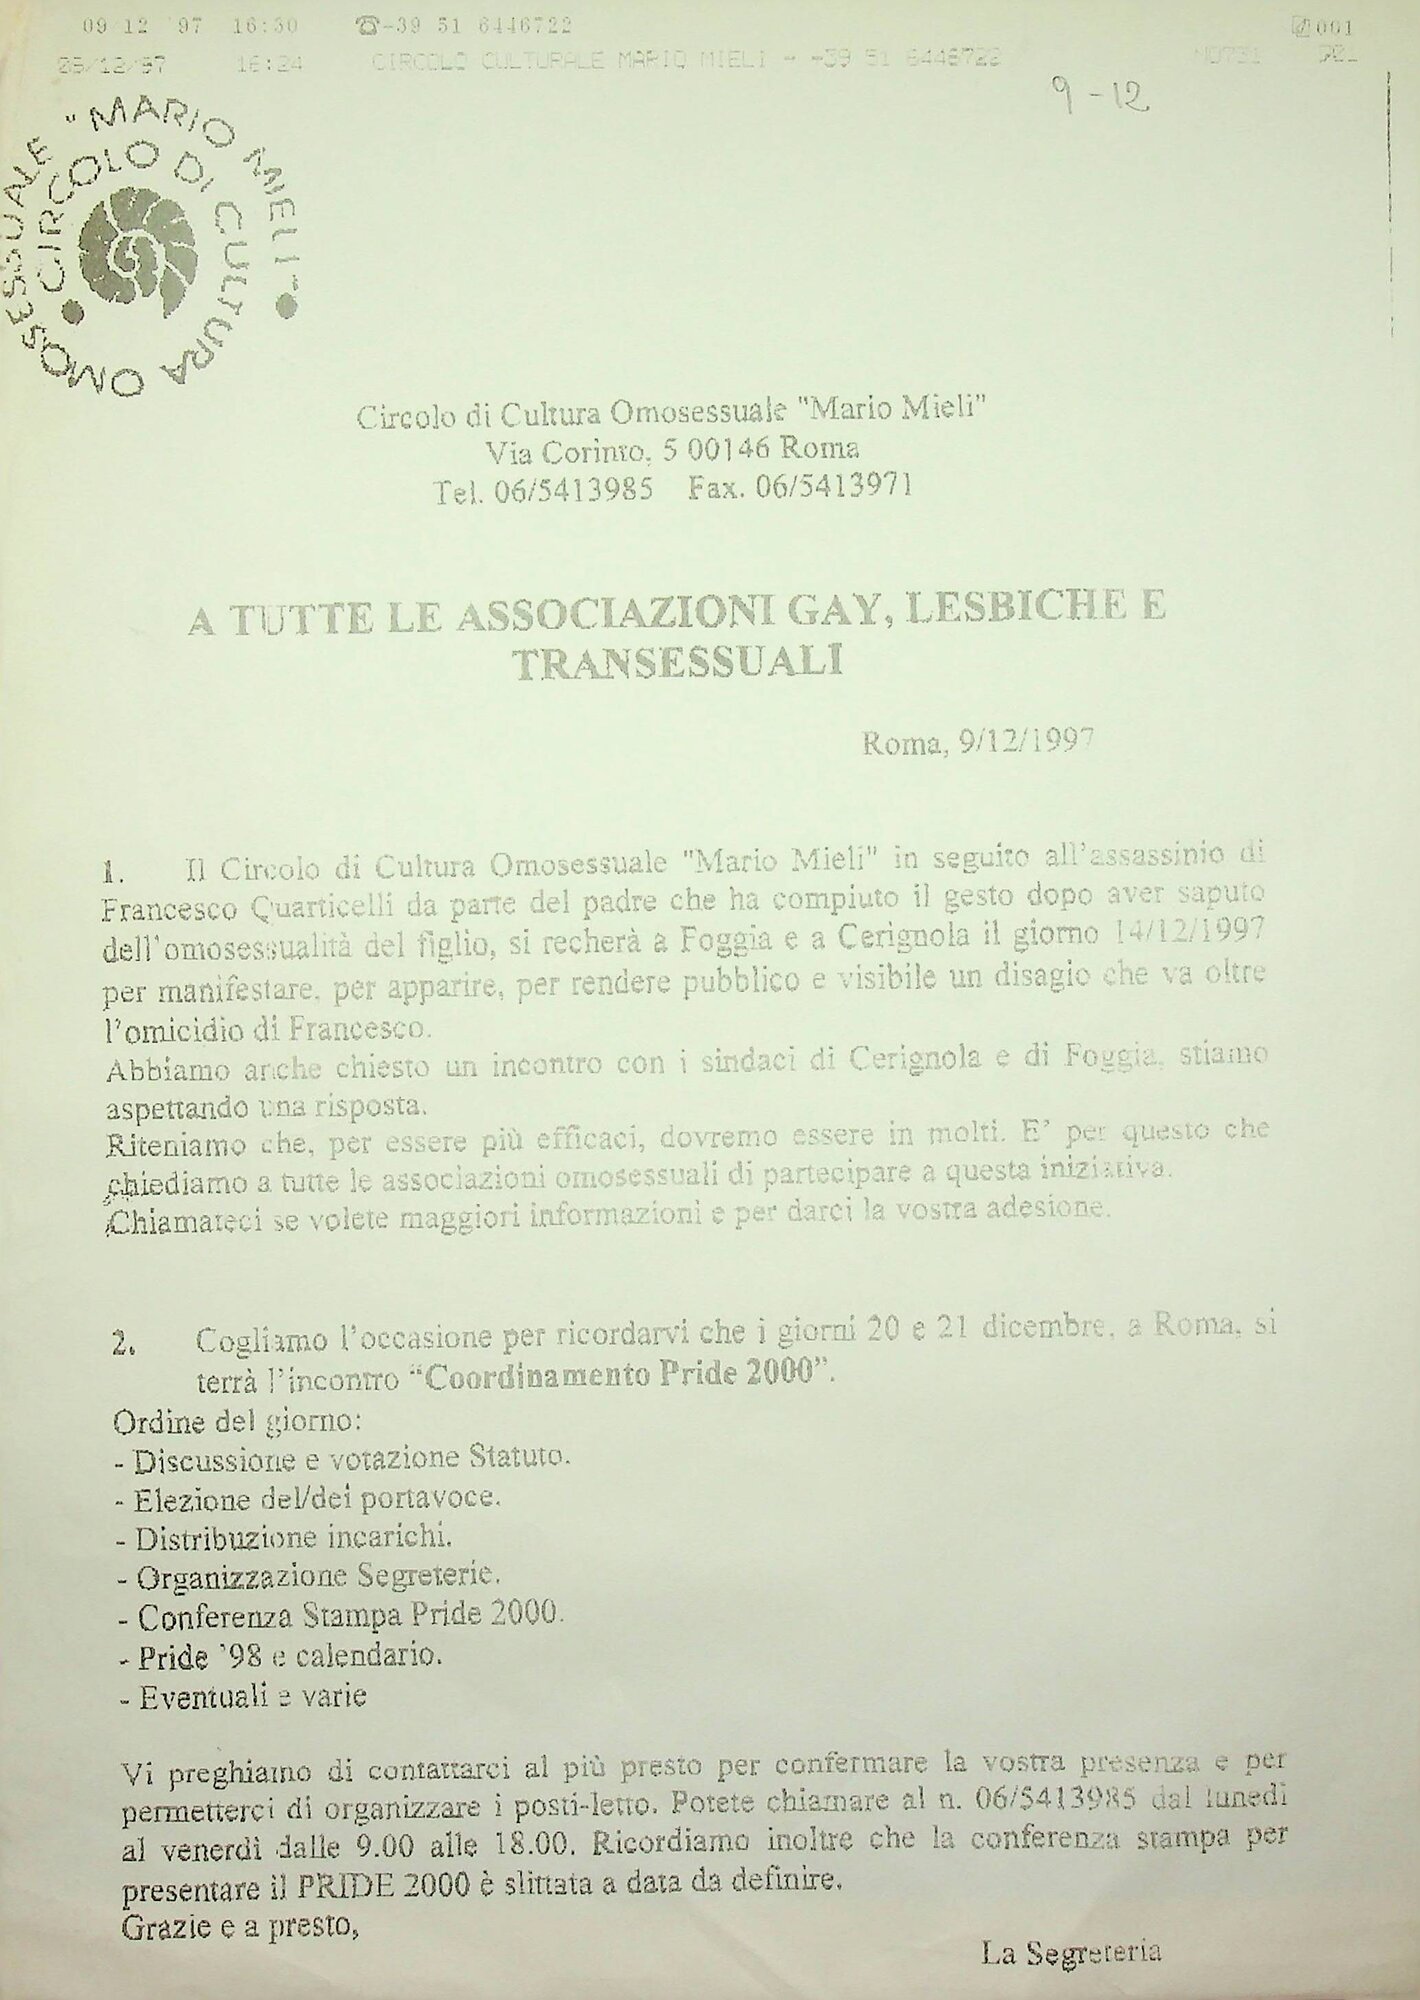 09/12 '97 16:30 ☎-39 51 6446722 001
16:24 CIRCOLO CULTURALE MARIO MIELI → +39 51 6446722
9-12
CIRCOLO DI CULTURA OMOSESSUALE "MARIO MIELI"
Circolo di Cultura Omosessuale "Mario Mieli"
Via Corinto, 5 00146 Roma
Tel. 06/5413985 Fax. 06/5413971
A TUTTE LE ASSOCIAZIONI GAY, LESBICHE E
TRANSESSUALI
Roma, 9/12/1997
1. Il Circolo di Cultura Omosessuale "Mario Mieli" in seguito all'assassinio di
Francesco Quarticelli da parte del padre che ha compiuto il gesto dopo aver saputo
dell'omosessualità del figlio, si recherà a Foggia e a Cerignola il giorno 14/12/1997
per manifestare, per apparire, per rendere pubblico e visibile un disagio che va oltre
l'omicidio di Francesco.
Abbiamo anche chiesto un incontro con i sindaci di Cerignola e di Foggia, stiamo
aspettando una risposta.
Riteniamo che, per essere più efficaci, dovremo essere in molti. E' per questo che
chiediamo a tutte le associazioni omosessuali di partecipare a questa iniziativa.
Chiamateci se volete maggiori informazioni e per darci la vostra adesione.
2. Cogliamo l'occasione per ricordarvi che i giorni 20 e 21 dicembre, a Roma, si
terrà l'incontro "Coordinamento Pride 2000".
Ordine del giorno:
- Discussione e votazione Statuto.
- Elezione del/dei portavoce.
- Distribuzione incarichi.
- Organizzazione Segreterie.
- Conferenza Stampa Pride 2000.
- Pride '98 e calendario.
- Eventuali e varie
Vi preghiamo di contattarci al più presto per confermare la vostra presenza e per
permetterci di organizzare i posti-letto. Potete chiamare al n. 06/5413985 dal lunedì
al venerdì dalle 9.00 alle 18.00. Ricordiamo inoltre che la conferenza stampa per
presentare il PRIDE 2000 è slittata a data da definire.
Grazie e a presto,
La Segreteria